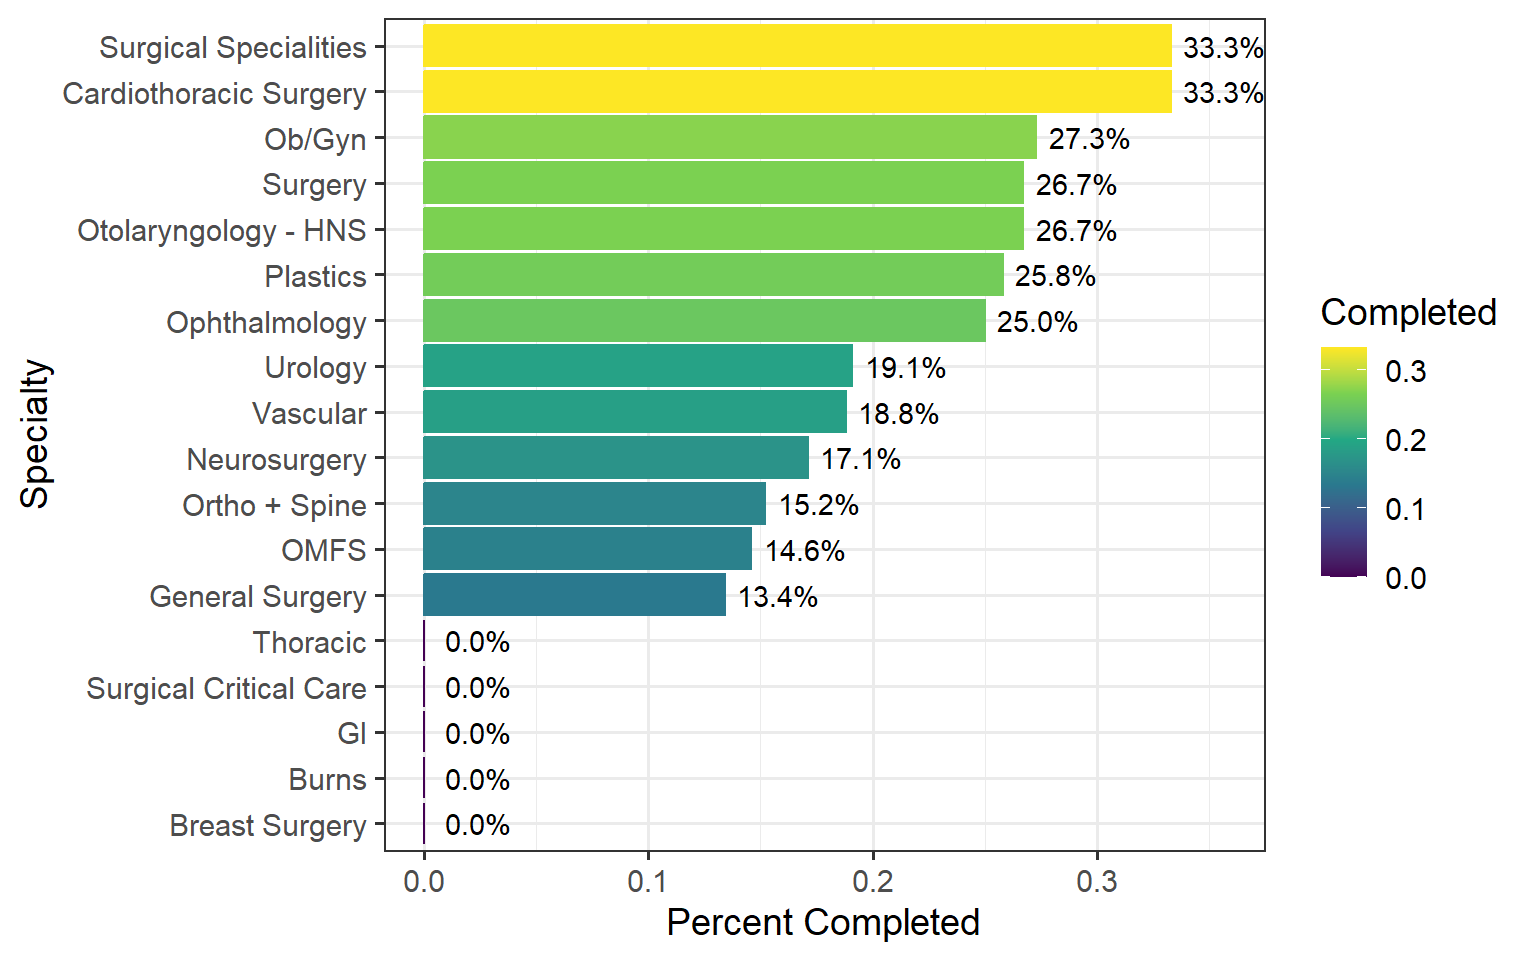 Surgical Specialities 33.3%
Cardiothoracic Surgery 33.3%
Ob/Gyn 27.3%
Surgery 26.7%
Otolaryngology - HNS 26.7%
Plastics 25.8%
Ophthalmology 25.0%
Urology 19.1%
Vascular 18.8%
Neurosurgery 17.1%
Ortho + Spine 15.2%
OMFS 14.6%
General Surgery 13.4%
Thoracic 0.0%
Surgical Critical Care 0.0%
GI 0.0%
Burns 0.0%
Breast Surgery 0.0%
0.0 0.1 0.2 0.3
Percent Completed
Specialty
Completed
0.3
0.2
0.1
0.0